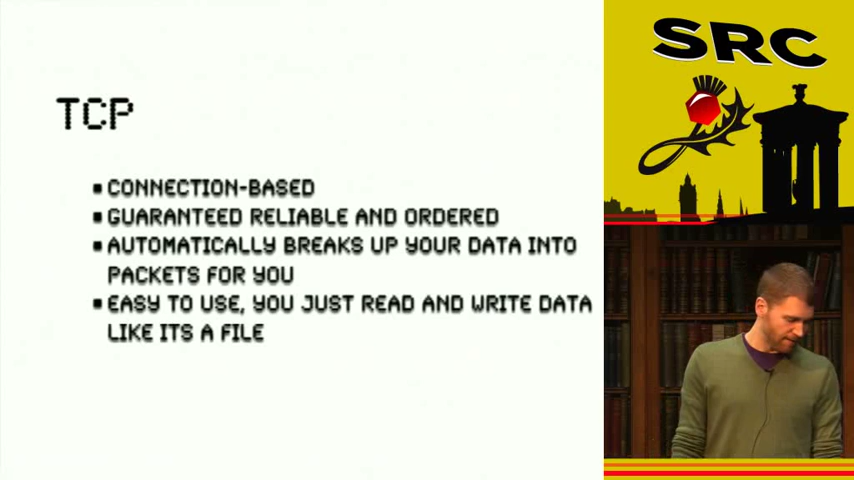 TCP
CONNECTION-BASED
GUARANTEED RELIABLE AND ORDERED
AUTOMATICALLY BREAKS UP YOUR DATA INTO
PACKETS FOR YOU
EASY TO USE, YOU JUST READ AND WRITE DATA
LIKE ITS A FILE
SRC